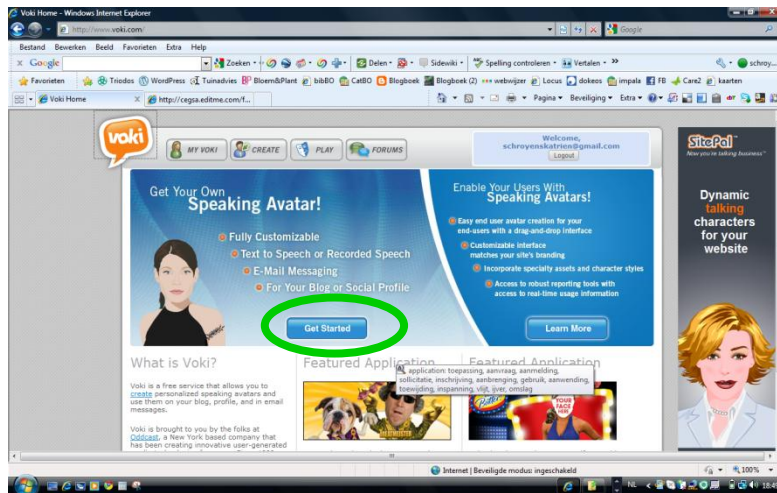 Voki Home - Windows Internet Explorer
http://www.voki.com/
Google
Bestand Bewerken Beeld Favorieten Extra Help
x Google Zoeken Delen Sidewiki Spelling controleren Vertalen »
schroy...
Favorieten Triodos WordPress Tuinadvies Bloem&Plant bibBO CatBO Blogboek Blogboek (2) webwijzer Locus dokeos impala FB Care2 kaarten
Voki Home x http://cegsa.editme.com/f...
Pagina Beveiliging Extra
voki
MY VOKI CREATE PLAY FORUMS
Welcome,
schroyenskatrien@gmail.com
Logout
Get Your Own
Speaking Avatar!
Fully Customizable
Text to Speech or Recorded Speech
E-Mail Messaging
For Your Blog or Social Profile
Get Started
Enable Your Users With
Speaking Avatars!
Easy end user avatar creation for your
end-users with a drag-and-drop interface
Customizable interface
matches your site's branding
Incorporate specialty assets and character styles
Access to robust reporting tools with
access to real-time usage information
Learn More
SitePal
Now you're talking business
Dynamic
talking
characters
for your
website
What is Voki?
Voki is a free service that allows you to
create personalized speaking avatars and
use them on your blog, profile, and in email
messages.
Voki is brought to you by the folks at
Oddcast, a New York based company that
has been creating innovative user-generated
Featured Application
Featured Application
application: toepassing, aanvraag, aanmelding,
sollicitatie, inschrijving, aanbrenging, gebruik, aanwending,
toewijding, inspanning, vlijt, ijver, omslag
YOUR
FACE
HERE
Internet | Beveiligde modus: ingeschakeld
100%
NL
18:49